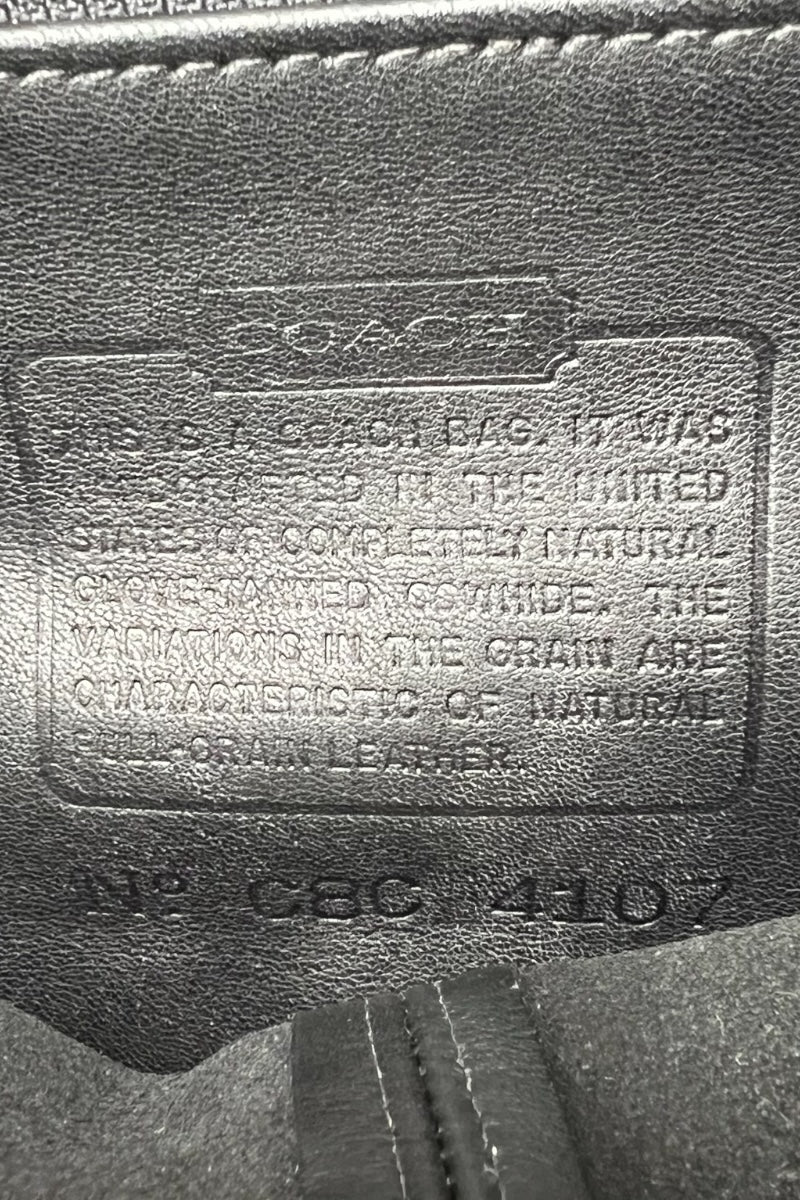 COACH
THIS IS A COACH BAG. IT WAS
HANDCRAFTED IN THE UNITED
STATES OF COMPLETELY NATURAL
GLOVE-TANNED COWHIDE. THE
VARIATIONS IN THE GRAIN ARE
CHARACTERISTIC OF NATURAL
FULL-GRAIN LEATHER.
Nº C8C 4107